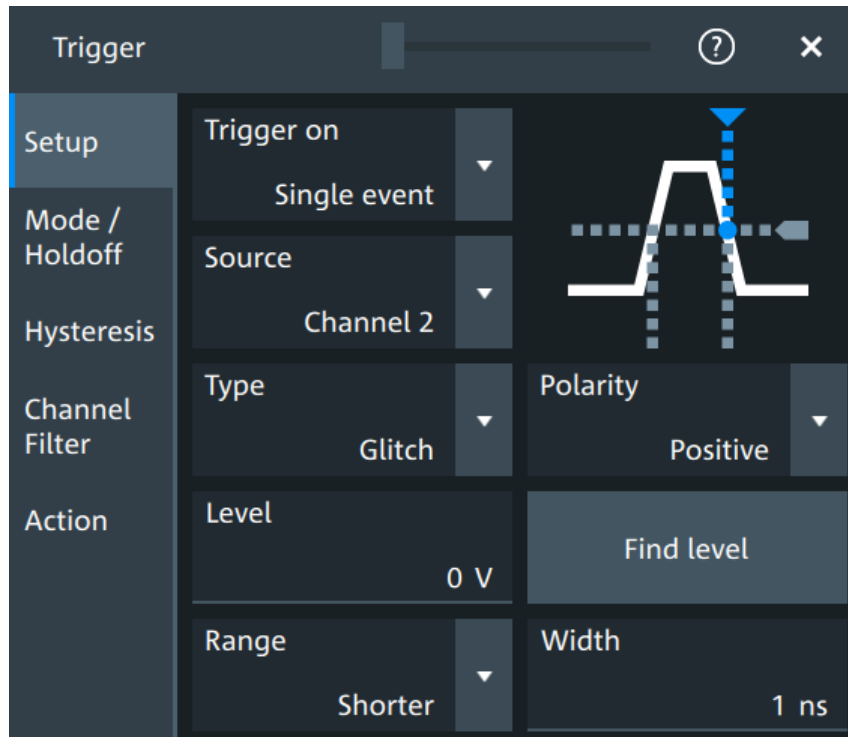 Trigger
?
Setup
Mode /
Holdoff
Hysteresis
Channel
Filter
Action
Trigger on
Single event
Source
Channel 2
Type
Glitch
Polarity
Positive
Level
0 V
Find level
Range
Shorter
Width
1 ns